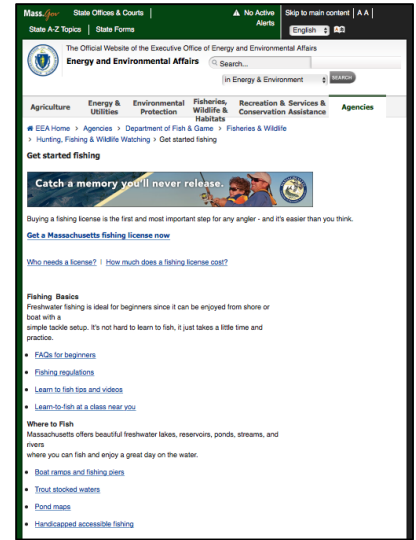 Mass.Gov State Offices & Courts
State A-Z Topics State Forms
No Active
Alerts
Skip to main content A A
English
The Official Website of the Executive Office of Energy and Environmental Affairs
Energy and Environmental Affairs
Search...
in Energy & Environment SEARCH
Agriculture
Energy &
Utilities
Environmental
Protection
Fisheries,
Wildlife &
Habitats
Recreation &
Conservation
Services &
Assistance
Agencies
EEA Home > Agencies > Department of Fish & Game > Fisheries & Wildlife
> Hunting, Fishing & Wildlife Watching > Get started fishing
Get started fishing
Catch a memory you'll never release.
Buying a fishing license is the first and most important step for any angler - and it's easier than you think.
Get a Massachusetts fishing license now
Who needs a license? | How much does a fishing license cost?
Fishing Basics
Freshwater fishing is ideal for beginners since it can be enjoyed from shore or
boat with a
simple tackle setup. It's not hard to learn to fish, it just takes a little time and
practice.
• FAQs for beginners
• Fishing regulations
• Learn to fish tips and videos
• Learn-to-fish at a class near you
Where to Fish
Massachusetts offers beautiful freshwater lakes, reservoirs, ponds, streams, and
rivers
where you can fish and enjoy a great day on the water.
• Boat ramps and fishing piers
• Trout stocked waters
• Pond maps
• Handicapped accessible fishing